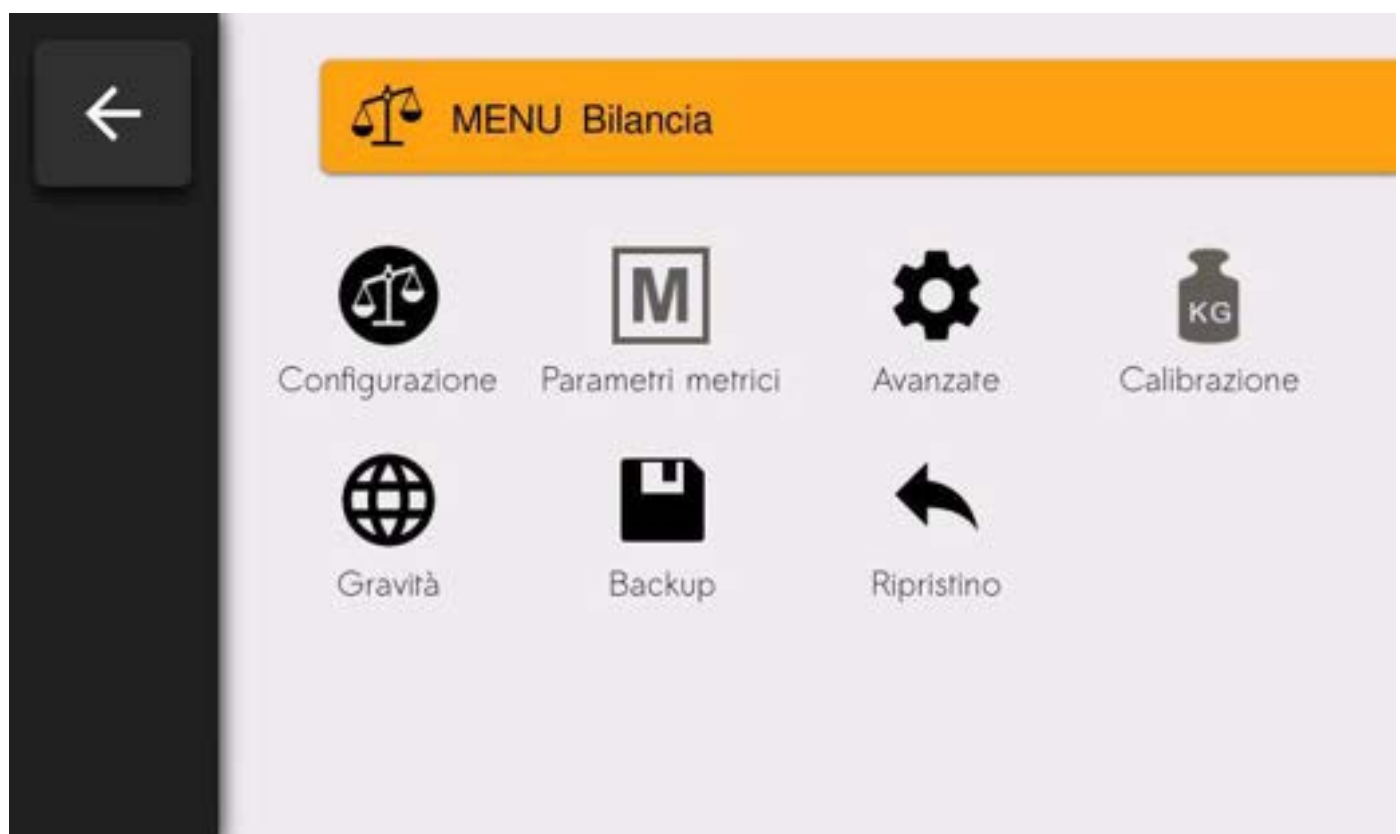 MENU Bilancia
M
KG
Configurazione
Parametri metrici
Avanzate
Calibrazione
Gravità
Backup
Ripristino